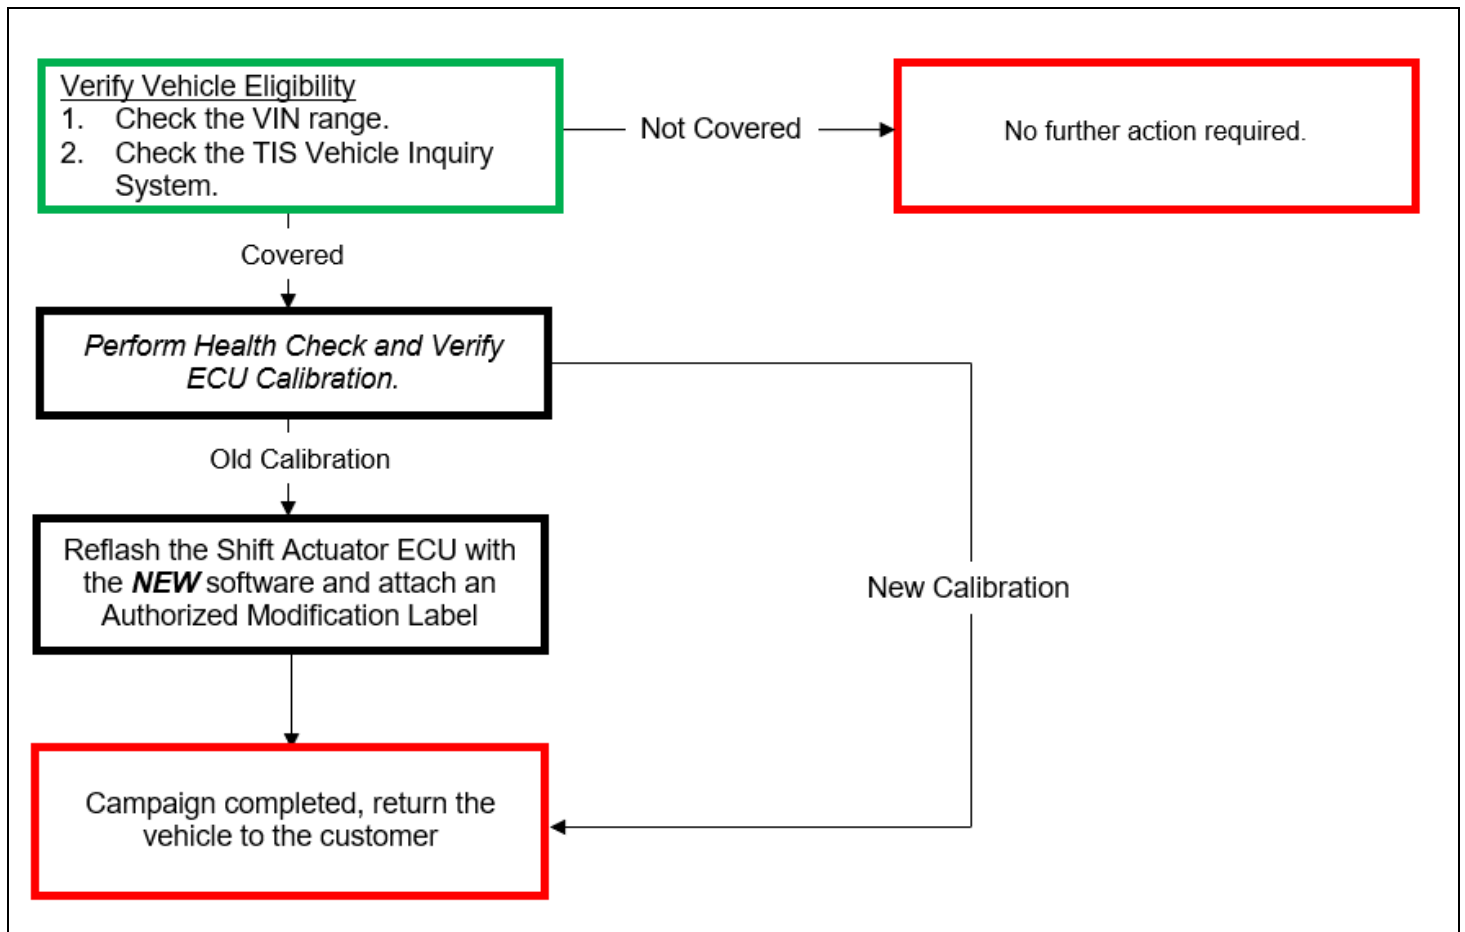 Verify Vehicle Eligibility
1. Check the VIN range.
2. Check the TIS Vehicle Inquiry
System.
Not Covered
No further action required.
Covered
Perform Health Check and Verify
ECU Calibration.
Old Calibration
Reflash the Shift Actuator ECU with
the NEW software and attach an
Authorized Modification Label
New Calibration
Campaign completed, return the
vehicle to the customer